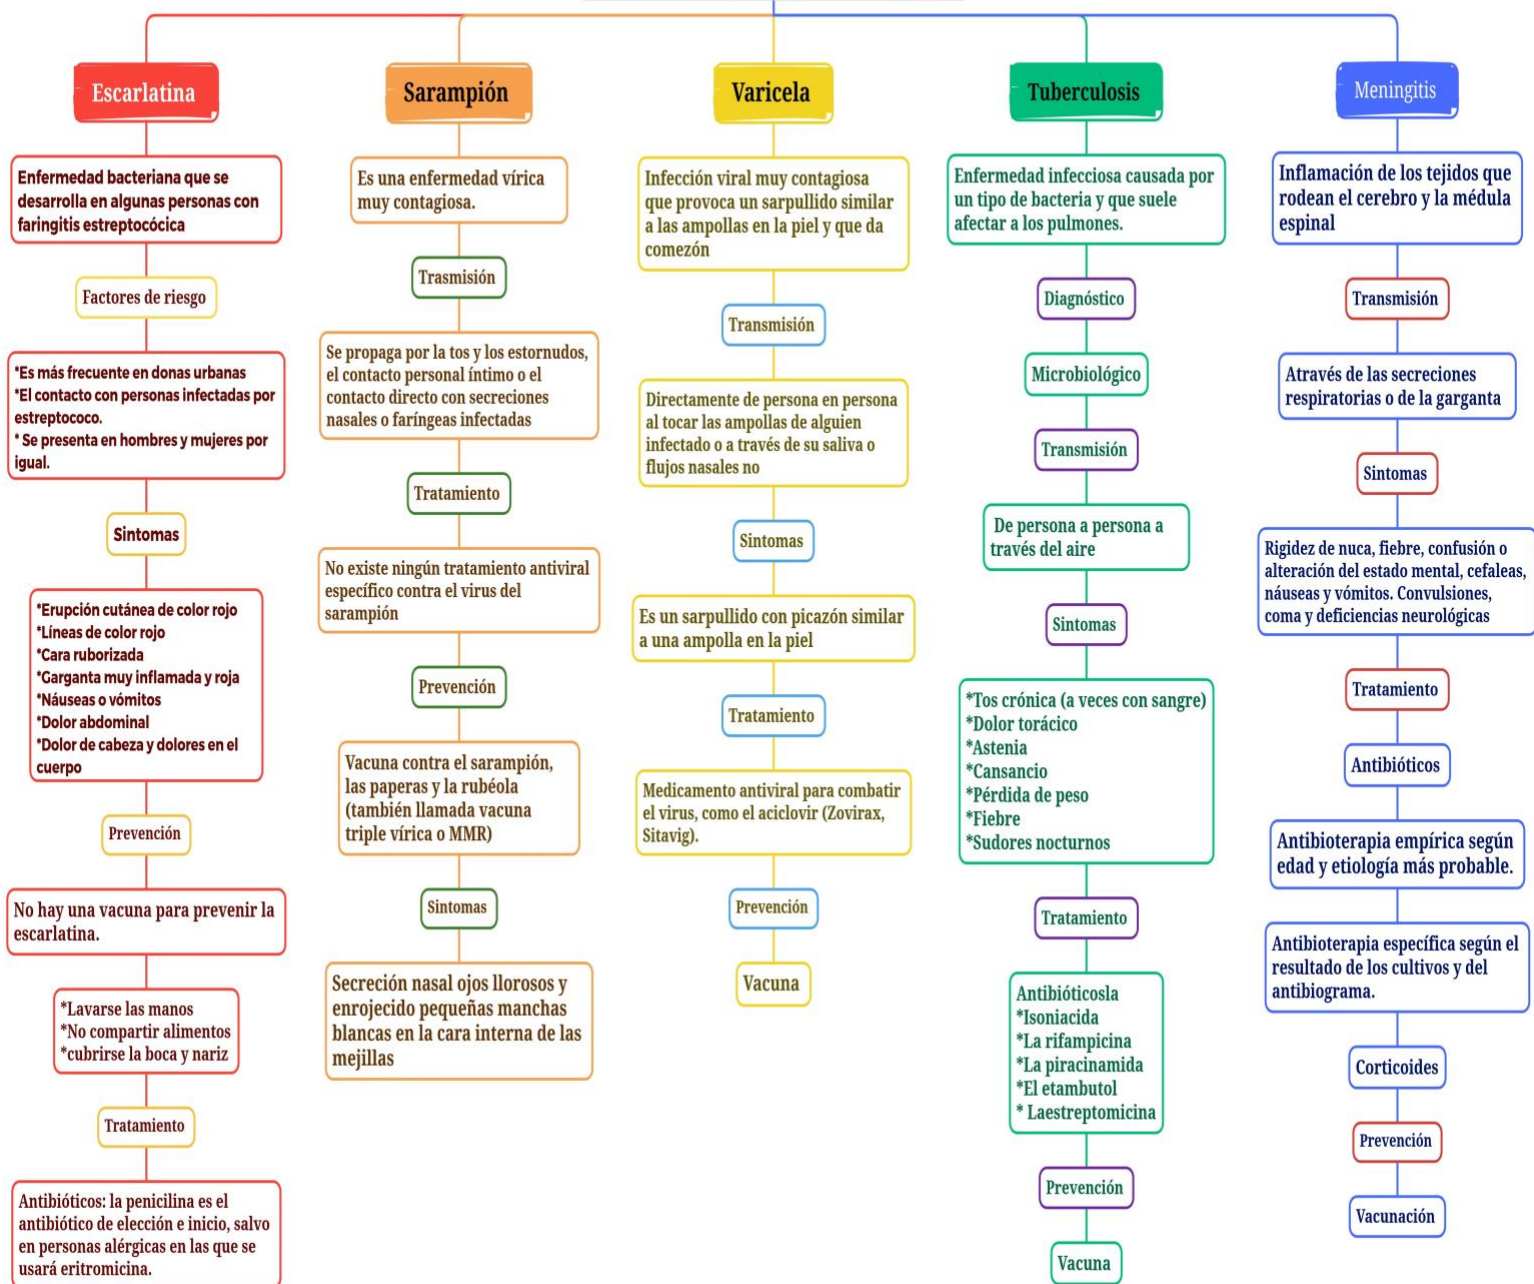 Escarlatina
Enfermedad bacteriana que se
desarrolla en algunas personas con
faringitis estreptocócica
Factores de riesgo
*Es más frecuente en donas urbanas
*El contacto con personas infectadas por
estreptococo.
* Se presenta en hombres y mujeres por
igual.
Sintomas
*Erupción cutánea de color rojo
*Líneas de color rojo
*Cara ruborizada
*Garganta muy inflamada y roja
*Náuseas o vómitos
*Dolor abdominal
*Dolor de cabeza y dolores en el
cuerpo
Prevención
No hay una vacuna para prevenir la
escarlatina.
*Lavarse las manos
*No compartir alimentos
*cubrirse la boca y nariz
Tratamiento
Antibióticos: la penicilina es el
antibiótico de elección e inicio, salvo
en personas alérgicas en las que se
usará eritromicina.
Sarampión
Es una enfermedad vírica
muy contagiosa.
Trasmisión
Se propaga por la tos y los estornudos,
el contacto personal íntimo o el
contacto directo con secreciones
nasales o faríngeas infectadas
Tratamiento
No existe ningún tratamiento antiviral
específico contra el virus del
sarampión
Prevención
Vacuna contra el sarampión,
las paperas y la rubéola
(también llamada vacuna
triple vírica o MMR)
Sintomas
Secreción nasal ojos llorosos y
enrojecido pequeñas manchas
blancas en la cara interna de las
mejillas
Varicela
Infección viral muy contagiosa
que provoca un sarpullido similar
a las ampollas en la piel y que da
comezón
Transmisión
Directamente de persona en persona
al tocar las ampollas de alguien
infectado o a través de su saliva o
flujos nasales no
Sintomas
Es un sarpullido con picazón similar
a una ampolla en la piel
Tratamiento
Medicamento antiviral para combatir
el virus, como el aciclovir (Zovirax,
Sitavig).
Prevención
Vacuna
Tuberculosis
Enfermedad infecciosa causada por
un tipo de bacteria y que suele
afectar a los pulmones.
Diagnóstico
Microbiológico
Transmisión
De persona a persona a
través del aire
Sintomas
*Tos crónica (a veces con sangre)
*Dolor torácico
*Astenia
*Cansancio
*Pérdida de peso
*Fiebre
*Sudores nocturnos
Tratamiento
Antibióticosla
*Isoniacida
*La rifampicina
*La piracinamida
*El etambutol
* Laestreptomicina
Prevención
Vacuna
Meningitis
Inflamación de los tejidos que
rodean el cerebro y la médula
espinal
Transmisión
Através de las secreciones
respiratorias o de la garganta
Sintomas
Rigidez de nuca, fiebre, confusión o
alteración del estado mental, cefaleas,
náuseas y vómitos. Convulsiones,
coma y deficiencias neurológicas
Tratamiento
Antibióticos
Antibioterapia empírica según
edad y etiología más probable.
Antibioterapia específica según el
resultado de los cultivos y del
antibiograma.
Corticoides
Prevención
Vacunación